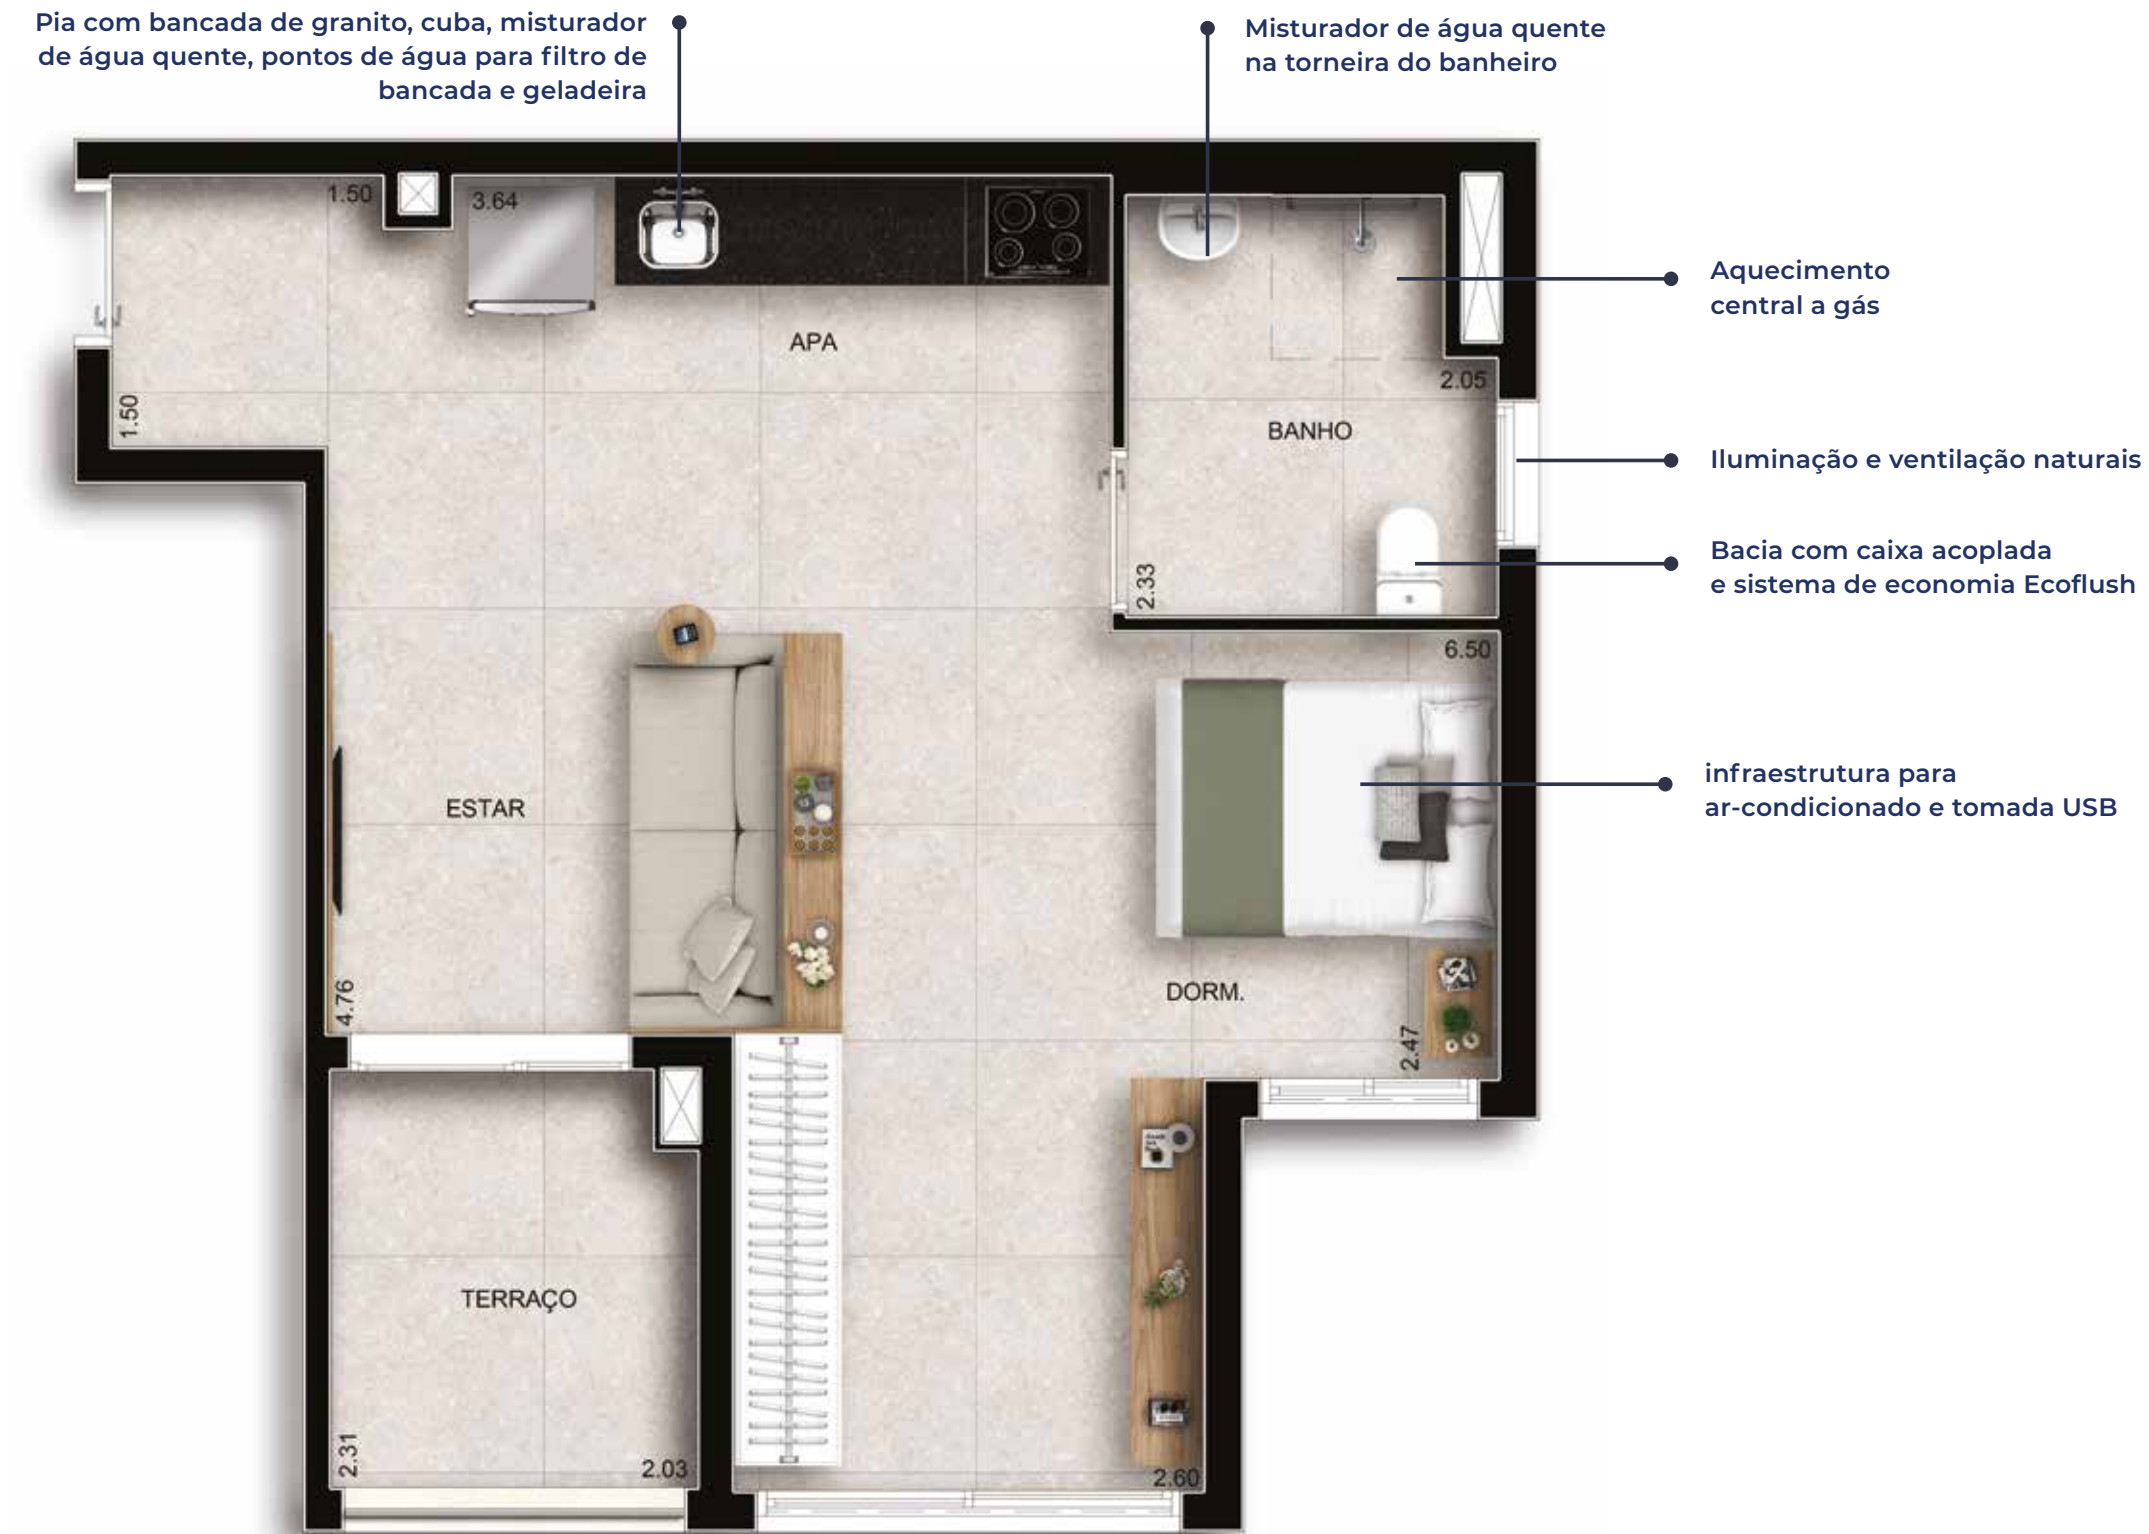 Pia com bancada de granito, cuba, misturador
de água quente, pontos de água para filtro de
bancada e geladeira
Misturador de água quente
na torneira do banheiro
1.50
3.64
Aquecimento
central a gás
APA
2.05
1.50
BANHO
Iluminação e ventilação naturais
Bacia com caixa acoplada
e sistema de economia Ecoflush
2.33
6.50
infraestrutura para
ar-condicionado e tomada USB
ESTAR
4.76
DORM.
2.47
TERRAÇO
2.31
2.03
2.60